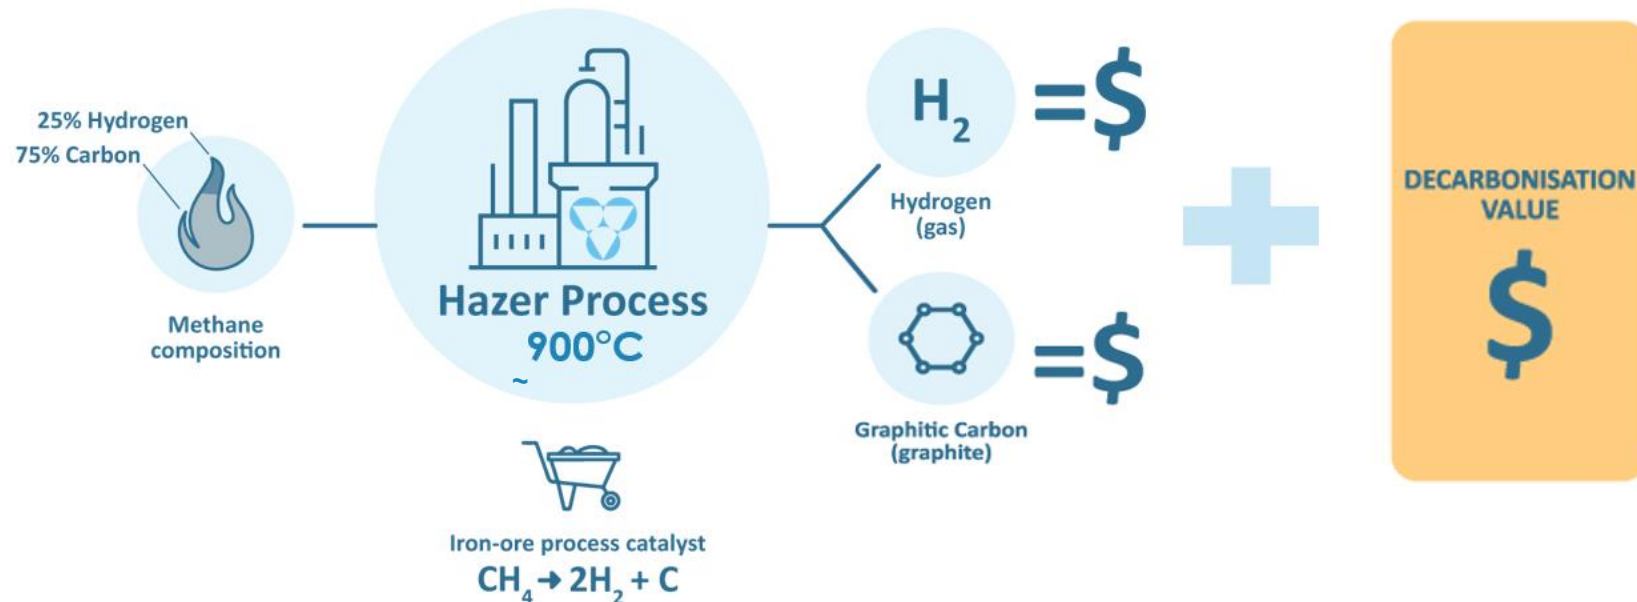 25% Hydrogen
75% Carbon
Methane
composition
Hazer Process
~ 900°C
Iron-ore process catalyst
CH₄ → 2H₂ + C
H₂
=$
Hydrogen
(gas)
=$
Graphitic Carbon
(graphite)
DECARBONISATION
VALUE
$